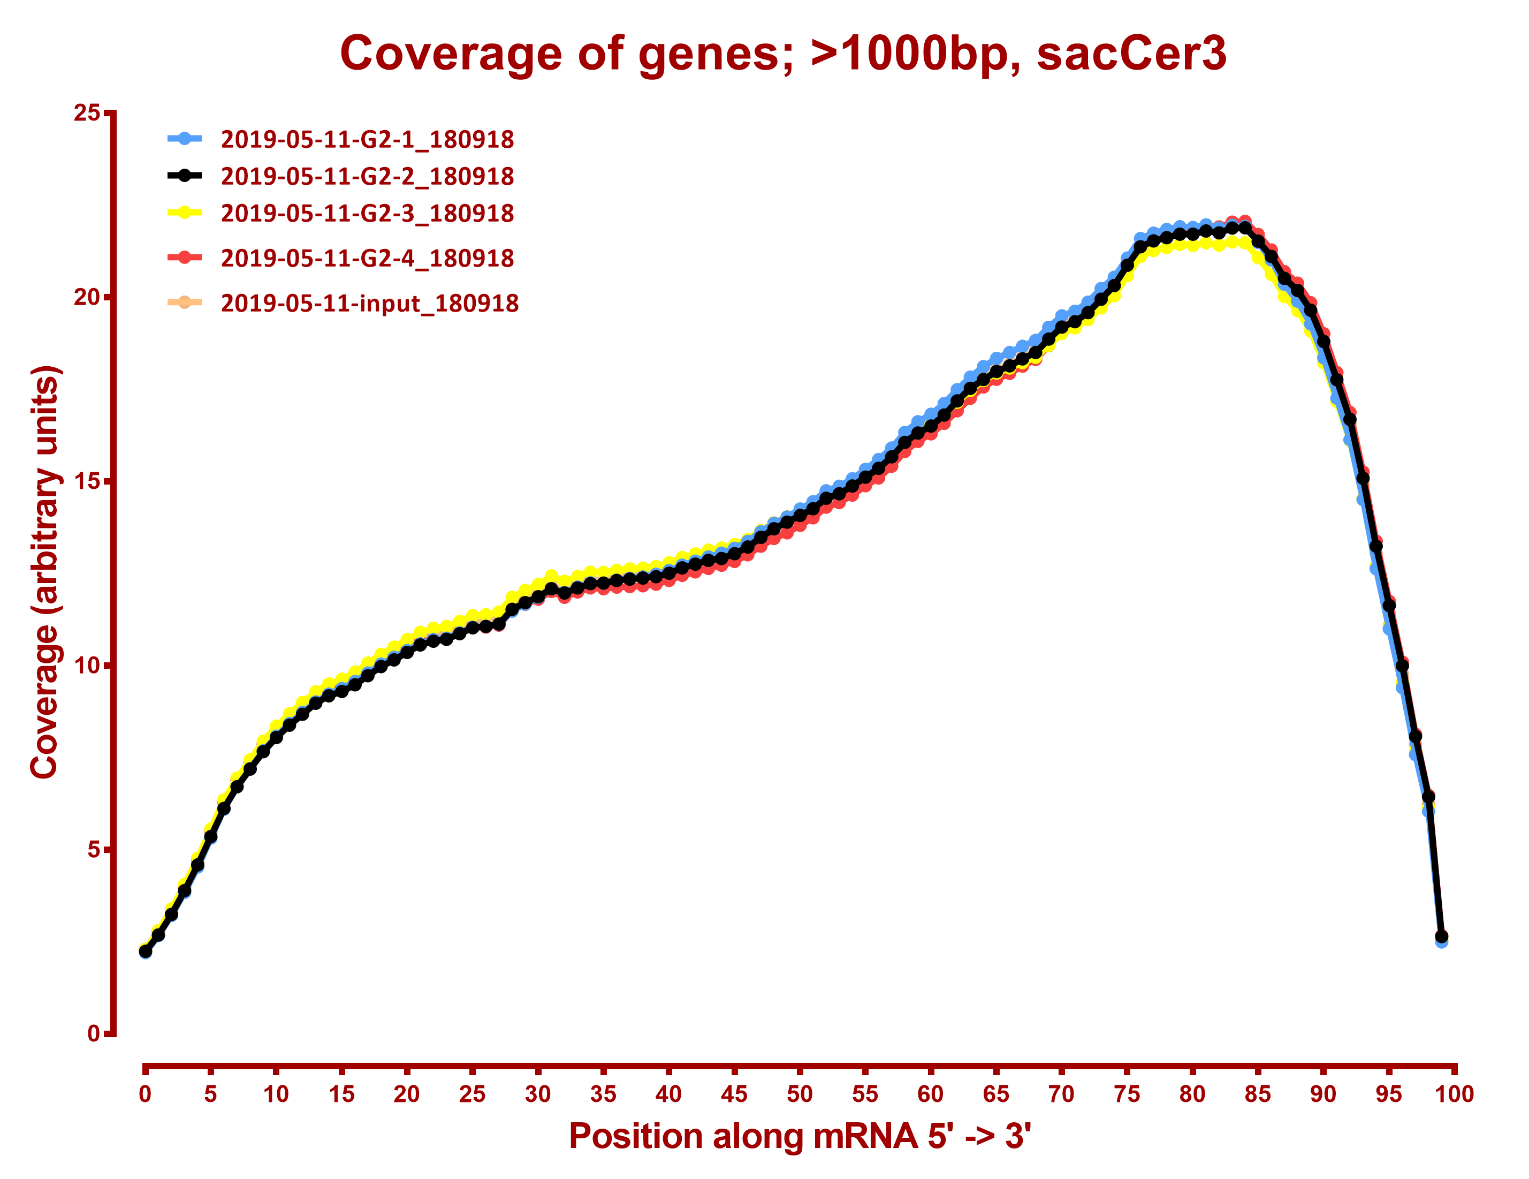 Coverage of genes; >1000bp, sacCer3
25
20
15
10
5
0
Coverage (arbitrary units)
2019-05-11-G2-1_180918
2019-05-11-G2-2_180918
2019-05-11-G2-3_180918
2019-05-11-G2-4_180918
2019-05-11-input_180918
0 5 10 15 20 25 30 35 40 45 50 55 60 65 70 75 80 85 90 95 100
Position along mRNA 5' -> 3'